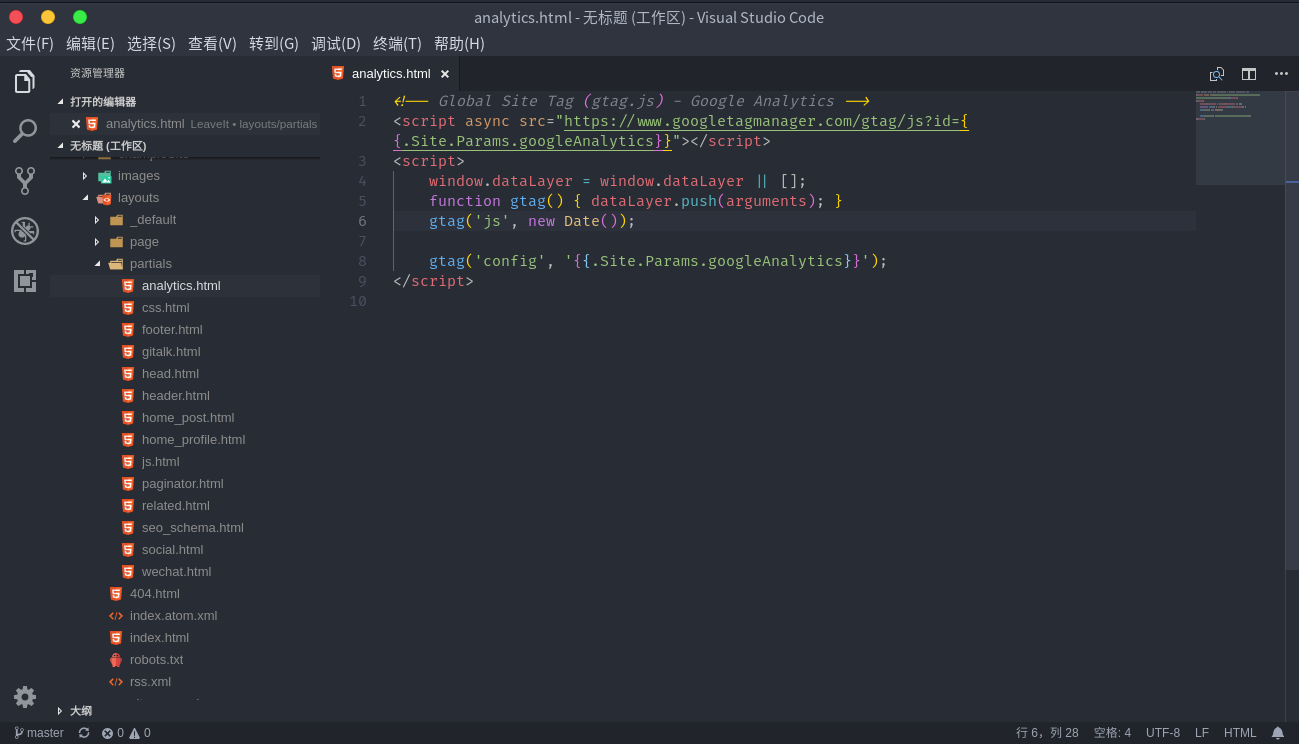 analytics.html - 无标题 (工作区) - Visual Studio Code
文件(F) 编辑(E) 选择(S) 查看(V) 转到(G) 调试(D) 终端(T) 帮助(H)
资源管理器
打开的编辑器
analytics.html LeaveIt • layouts/partials
无标题 (工作区)
images
layouts
_default
page
partials
analytics.html
css.html
footer.html
gitalk.html
head.html
header.html
home_post.html
home_profile.html
js.html
paginator.html
related.html
seo_schema.html
social.html
wechat.html
404.html
index.atom.xml
index.html
robots.txt
rss.xml
大纲
analytics.html
1 <!-- Global Site Tag (gtag.js) - Google Analytics -->
2 <script async src="https://www.googletagmanager.com/gtag/js?id={
{.Site.Params.googleAnalytics}}"></script>
3 <script>
4 window.dataLayer = window.dataLayer || [];
5 function gtag() { dataLayer.push(arguments); }
6 gtag('js', new Date());
7
8 gtag('config', '{{.Site.Params.googleAnalytics}}');
9 </script>
10
master 0 0 行 6，列 28 空格: 4 UTF-8 LF HTML